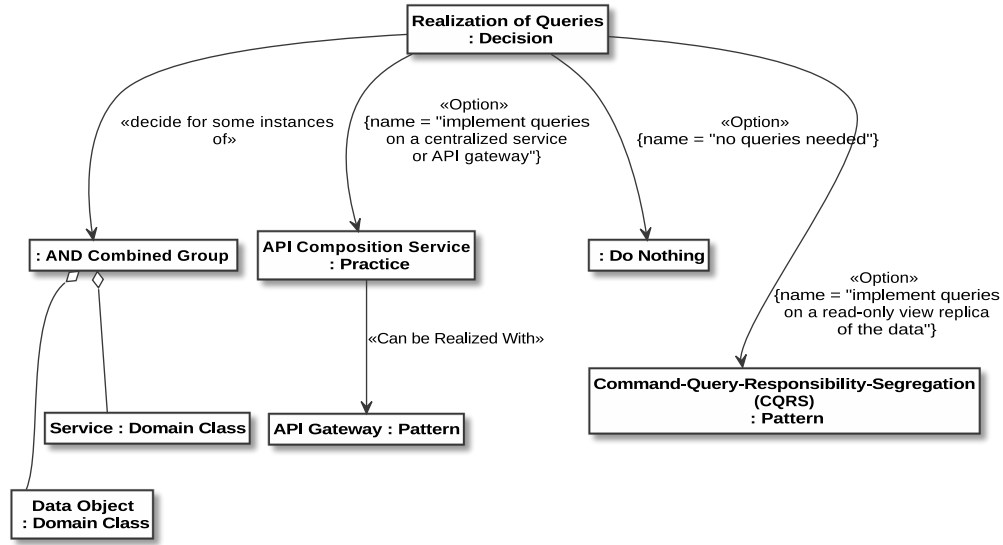 Realization of Queries
: Decision
«decide for some instances
of»
«Option»
{name = "implement queries
on a centralized service
or API gateway"}
«Option»
{name = "no queries needed"}
: AND Combined Group
API Composition Service
: Practice
: Do Nothing
«Option»
{name = "implement queries
on a read-only view replica
of the data"}
«Can be Realized With»
Command-Query-Responsibility-Segregation
(CQRS)
: Pattern
Service : Domain Class
API Gateway : Pattern
Data Object
: Domain Class